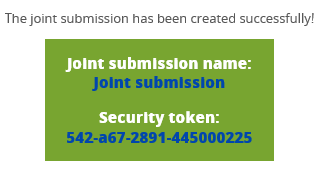 The joint submission has been created successfully!
Joint submission name:
Joint submission
Security token:
542-a67-2891-445000225